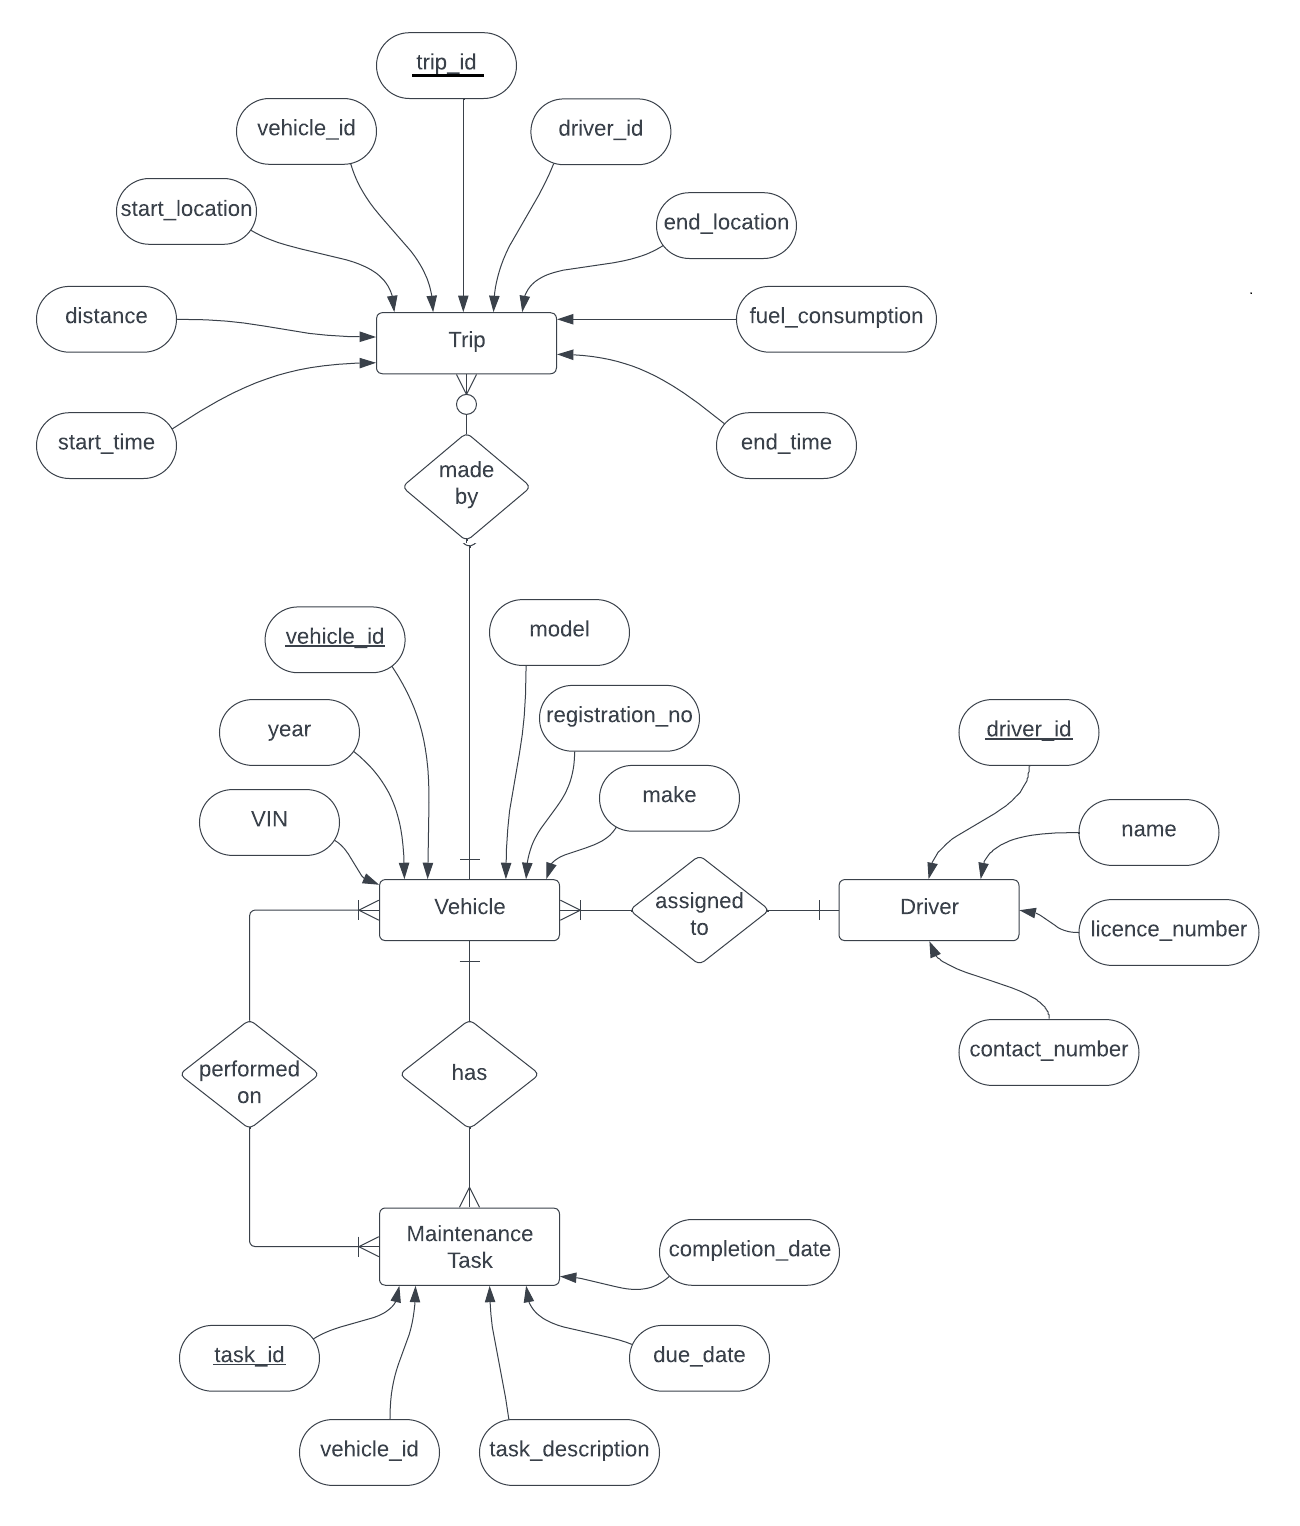 trip_id
vehicle_id
driver_id
start_location
end_location
distance
fuel_consumption
Trip
start_time
end_time
made
by
vehicle_id
model
registration_no
year
driver_id
make
VIN
name
Vehicle
assigned
to
Driver
licence_number
contact_number
performed
on
has
Maintenance
Task
completion_date
task_id
due_date
vehicle_id
task_description